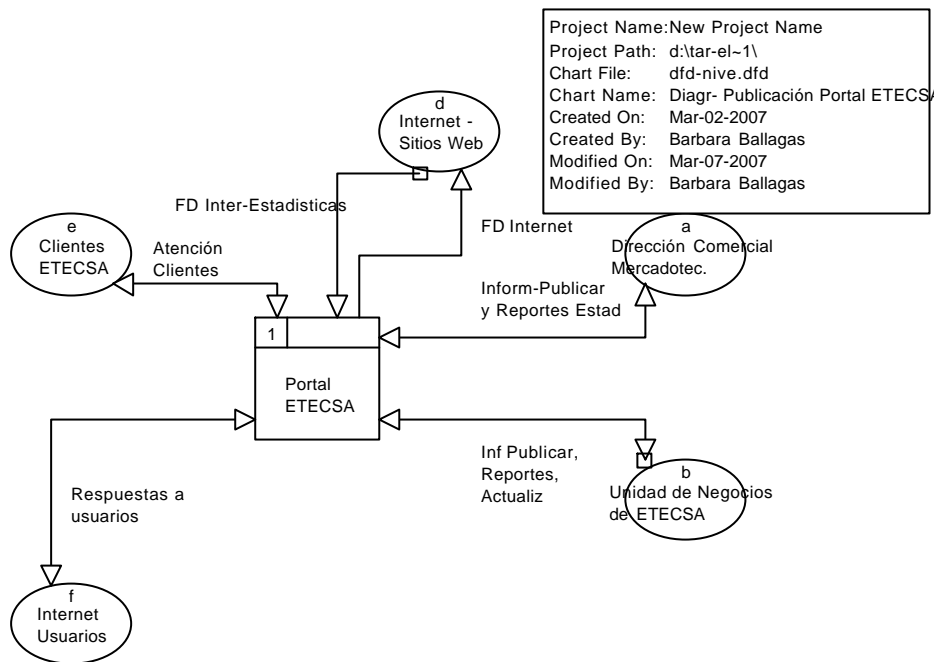 Project Name: New Project Name
Project Path: d:\tar-el~1\
Chart File: dfd-nive.dfd
Chart Name: Diagr- Publicación Portal ETECSA
Created On: Mar-02-2007
Created By: Barbara Ballagas
Modified On: Mar-07-2007
Modified By: Barbara Ballagas
d
Internet -
Sitios Web
FD Inter-Estadisticas
FD Internet
e
Clientes
ETECSA
Atención
Clientes
a
Dirección Comercial
Mercadotec.
Inform-Publicar
y Reportes Estad
1
Portal
ETECSA
Inf Publicar,
Reportes,
Actualiz
b
Unidad de Negocios
de ETECSA
Respuestas a
usuarios
f
Internet
Usuarios